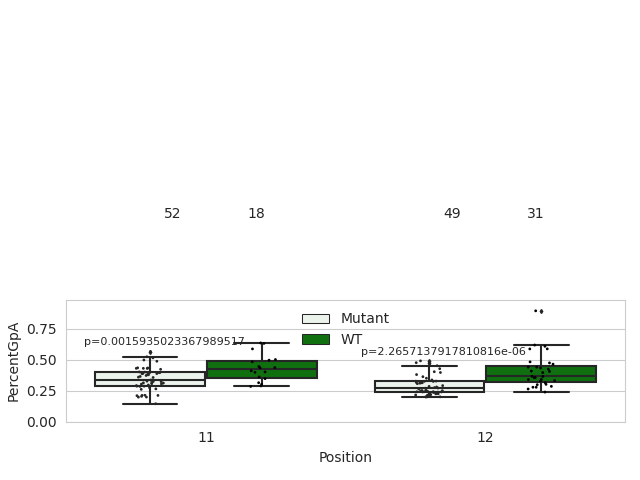 52 18 49 31
Mutant
WT
p=0.0015935023367989517
p=2.2657137917810816e-06
0.75
0.50
0.25
0.00
PercentGpA
11 12
Position